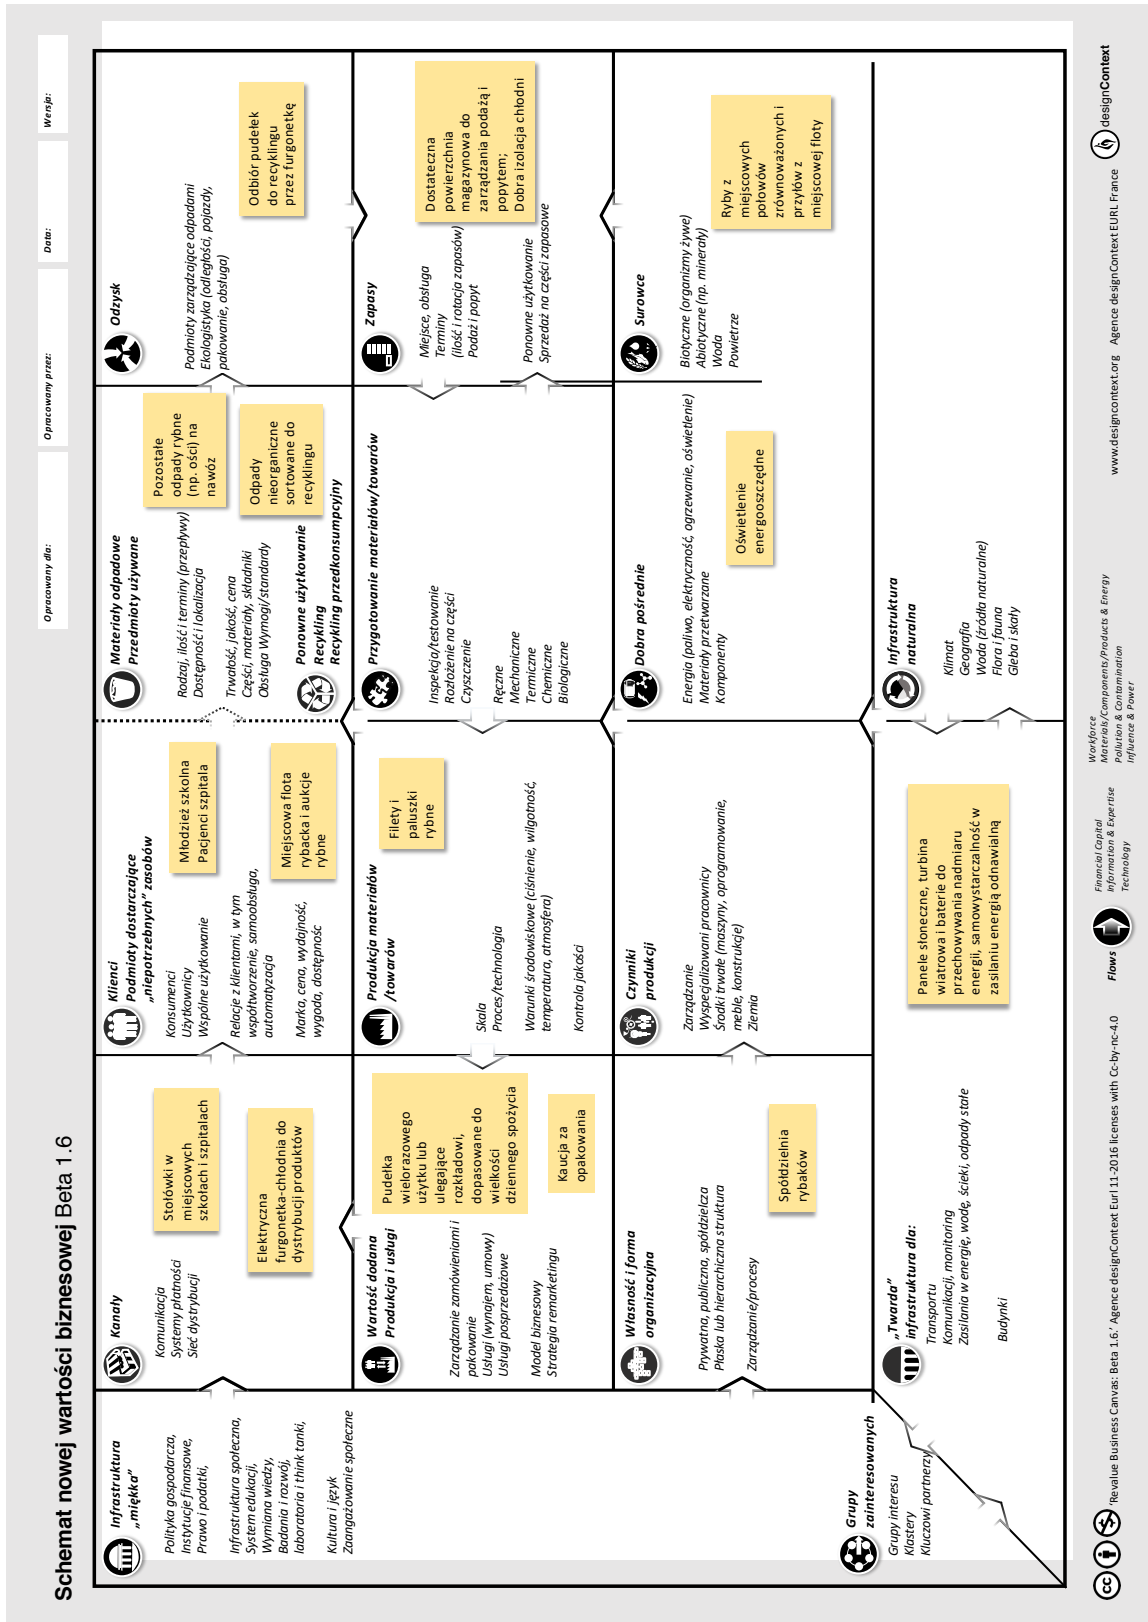 Schemat nowej wartości biznesowej Beta 1.6
Opracowany dla:
Opracowany przez:
Data:
Wersja:
Infrastruktura
„miękka”
Polityka gospodarcza,
Instytucje finansowe,
Prawo i podatki,
Infrastruktura społeczna,
System edukacji,
Wymiana wiedzy,
Badania i rozwój,
laboratoria i think tanki,
Kultura i język
Zaangażowanie społeczne
Kanały
Komunikacja
Systemy płatności
Sieć dystrybucji
Stołówki w
miejscowych
szkołach i szpitalach
Elektryczna
furgonetka-chłodnia do
dystrybucji produktów
Klienci
Podmioty dostarczające
„niepotrzebnych” zasobów
Konsumenci
Użytkownicy
Wspólne użytkowanie
Relacje z klientami, w tym
współtworzenie, samoobsługa,
automatyzacja
Marka, cena, wydajność,
wygoda, dostępność
Młodzież szkolna
Pacjenci szpitala
Miejscowa flota
rybacka i aukcje
rybne
Materiały odpadowe
Przedmioty używane
Rodzaj, ilość i terminy (przepływy)
Dostępność i lokalizacja
Trwałość, jakość, cena
Części, materiały, składniki
Obsługa Wymogi/standardy
Ponowne użytkowanie
Recykling
Recykling przedkonsumpcyjny
Pozostałe
odpady rybne
(np. ości) na
nawóz
Odpady
nieorganiczne
sortowane do
recyklingu
Odzysk
Podmioty zarządzające odpadami
Ekologistyka (odległości, pojazdy,
pakowanie, obsługa)
Odbiór pudełek
do recyklingu
przez furgonetkę
Wartość dodana
Produkcja i usługi
Zarządzanie zamówieniami i
pakowanie
Usługi (wynajem, umowy)
Usługi posprzedażowe
Model biznesowy
Strategia remarketingu
Pudełka
wielorazowego
użytku lub
ulegające
rozkładowi,
dopasowane do
wielkości
dziennego spożycia
Kaucja za
opakowania
Produkcja materiałów
/towarów
Skala
Proces/technologia
Warunki środowiskowe (ciśnienie, wilgotność,
temperatura, atmosfera)
Kontrola jakości
Filety i
paluszki
rybne
Przygotowanie materiałów/towarów
Inspekcja/testowanie
Rozłożenie na części
Czyszczenie
Ręczne
Mechaniczne
Termiczne
Chemiczne
Biologiczne
Zapasy
Miejsce, obsługa
Terminy
(ilość i rotacja zapasów)
Podaż i popyt
Ponowne użytkowanie
Sprzedaż na części zapasowe
Dostateczna
powierzchnia
magazynowa do
zarządzania podażą i
popytem;
Dobra izolacja chłodni
Własność i forma
organizacyjna
Prywatna, publiczna, spółdzielcza
Płaska lub hierarchiczna struktura
Zarządzanie/procesy
Spółdzielnia
rybaków
Czynniki
produkcji
Zarządzanie
Wyspecjalizowani pracownicy
Środki trwałe (maszyny, oprogramowanie,
meble, konstrukcje)
Ziemia
Dobra pośrednie
Energia (paliwo, elektryczność, ogrzewanie, oświetlenie)
Materiały przetwarzane
Komponenty
Oświetlenie
energooszczędne
Surowce
Biotyczne (organizmy żywe)
Abiotyczne (np. minerały)
Woda
Powietrze
Ryby z
miejscowych
połowów
zrównoważonych i
przyłów z
miejscowej floty
Grupy
zainteresowanych
Grupy interesu
Klastery
Kluczowi partnerzy
„Twarda”
infrastruktura dla:
Transportu
Komunikacji, monitoring
Zasilania w energię, wodę, ścieki, odpady stałe
Budynki
Panele słoneczne, turbina
wiatrowa i baterie do
przechowywania nadmiaru
energii, samowystarczalność w
zasilaniu energią odnawialną
Infrastruktura
naturalna
Klimat
Geografia
Woda (źródła naturalne)
Flora i fauna
Gleba i skały
cc
'Revalue Business Canvas: Beta 1.6.' Agence designContext Eurl 11-2016 licenses with Cc-by-nc-4.0
Flows
Financial Capital
Information & Expertise
Technology
Workforce
Materials/Components/Products & Energy
Pollution & Contamination
Influence & Power
www.designcontext.org Agence designContext EURL France
designContext